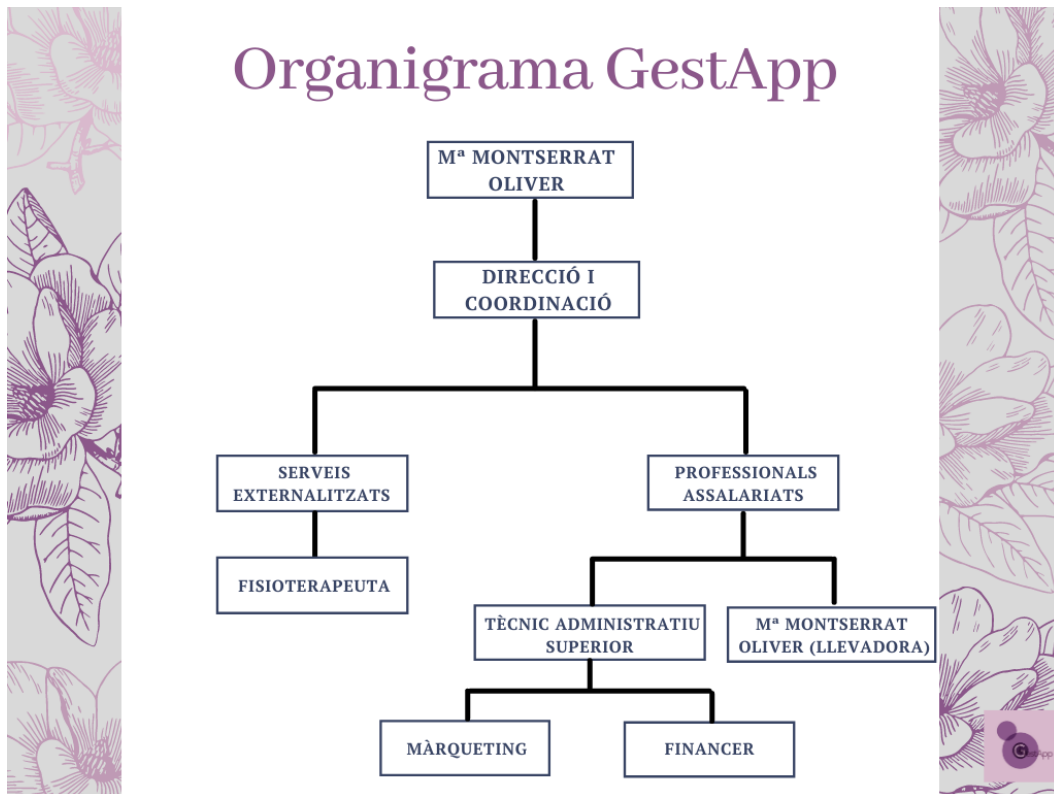 Organigrama GestApp
Mª MONTSERRAT
OLIVER
DIRECCIÓ I
COORDINACIÓ
SERVEIS
EXTERNALITZATS
PROFESSIONALS
ASSALARIATS
FISIOTERAPEUTA
TÈCNIC ADMINISTRATIU
SUPERIOR
Mª MONTSERRAT
OLIVER (LLEVADORA)
MÀRQUETING
FINANCER
GestApp